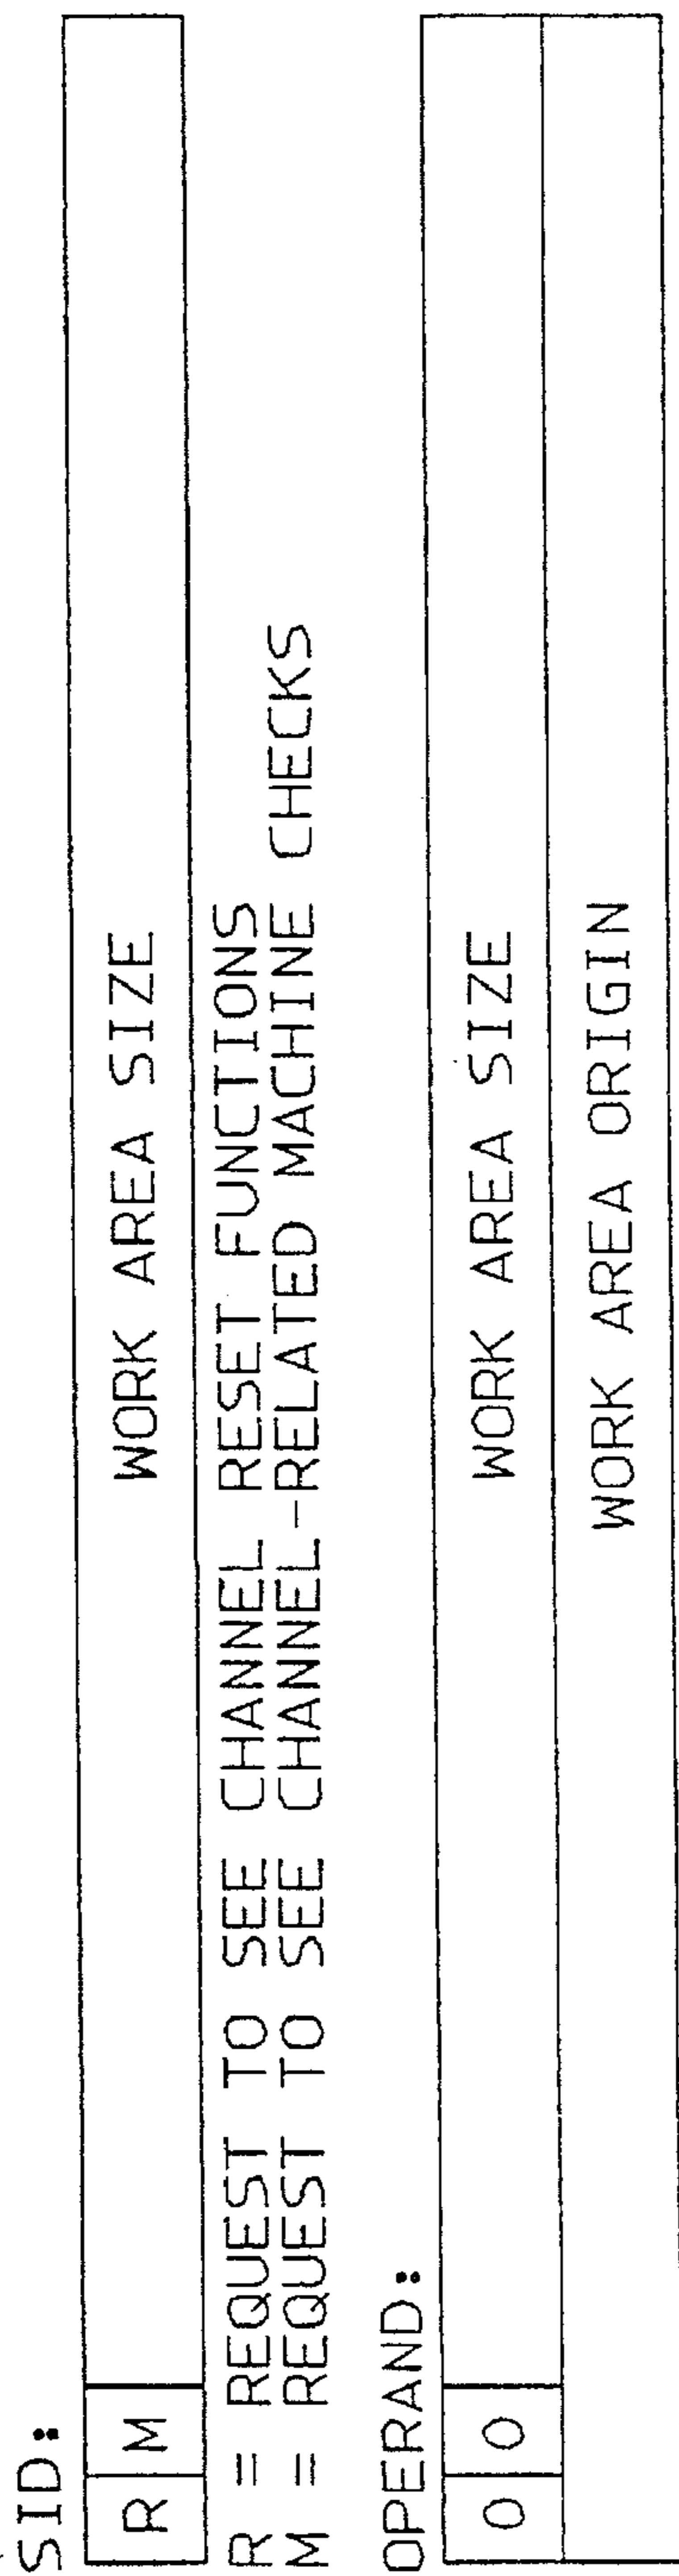 SID:
R M WORK AREA SIZE
R = REQUEST TO SEE CHANNEL RESET FUNCTIONS
M = REQUEST TO SEE CHANNEL-RELATED MACHINE CHECKS
OPERAND:
0 0 WORK AREA SIZE
WORK AREA ORIGIN